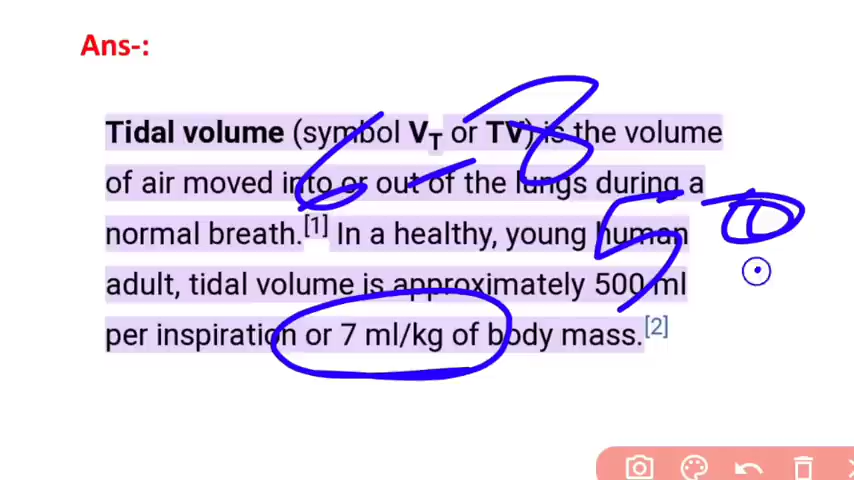 Ans-:
Tidal volume (symbol VT or TV) is the volume
of air moved into or out of the lungs during a
normal breath.[1] In a healthy, young human
adult, tidal volume is approximately 500 ml
per inspiration or 7 ml/kg of body mass.[2]
6-8
50